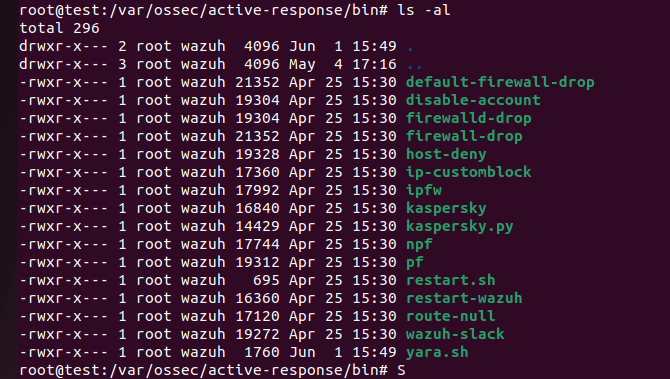 root@test:/var/ossec/active-response/bin# ls -al
total 296
drwxr-x--- 2 root wazuh  4096 Jun  1 15:49 .
drwxr-x--- 3 root wazuh  4096 May  4 17:16 ..
-rwxr-x--- 1 root wazuh 21352 Apr 25 15:30 default-firewall-drop
-rwxr-x--- 1 root wazuh 19304 Apr 25 15:30 disable-account
-rwxr-x--- 1 root wazuh 19304 Apr 25 15:30 firewalld-drop
-rwxr-x--- 1 root wazuh 21352 Apr 25 15:30 firewall-drop
-rwxr-x--- 1 root wazuh 19328 Apr 25 15:30 host-deny
-rwxr-x--- 1 root wazuh 17360 Apr 25 15:30 ip-customblock
-rwxr-x--- 1 root wazuh 17992 Apr 25 15:30 ipfw
-rwxr-x--- 1 root wazuh 16840 Apr 25 15:30 kaspersky
-rwxr-x--- 1 root wazuh 14429 Apr 25 15:30 kaspersky.py
-rwxr-x--- 1 root wazuh 17744 Apr 25 15:30 npf
-rwxr-x--- 1 root wazuh 19312 Apr 25 15:30 pf
-rwxr-x--- 1 root wazuh   695 Apr 25 15:30 restart.sh
-rwxr-x--- 1 root wazuh 16360 Apr 25 15:30 restart-wazuh
-rwxr-x--- 1 root wazuh 17120 Apr 25 15:30 route-null
-rwxr-x--- 1 root wazuh 19272 Apr 25 15:30 wazuh-slack
-rwxr-x--- 1 root wazuh  1760 Jun  1 15:49 yara.sh
root@test:/var/ossec/active-response/bin# S